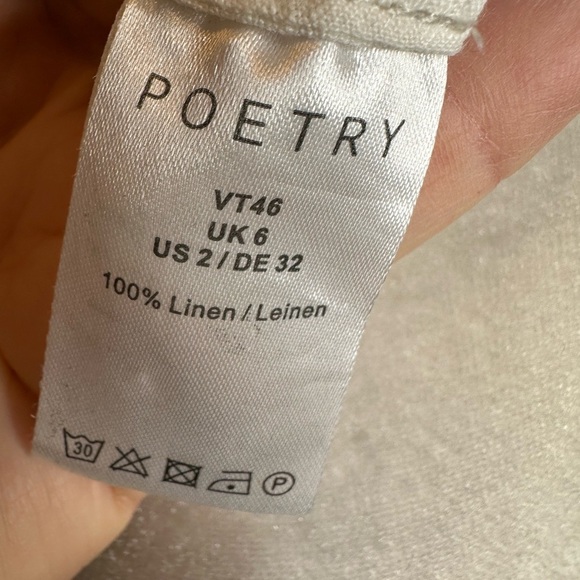 POETRY
VT46
UK 6
US 2 / DE 32
100% Linen / Leinen
30 P